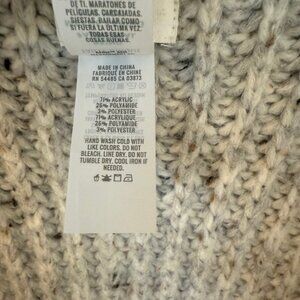 DE TI. MARATONES DE
PELÍCULAS. CARCAJADAS.
SIESTAS. BAILAR COMO
SI FUERA LA ÚLTIMA VEZ.
TODAS ESAS
COSAS BUENAS.
MADE IN CHINA
FABRIQUÉ EN CHINE
RN 54485 CA 03873
71% ACRYLIC
26% POLYAMIDE
3% POLYESTER
71% ACRYLIQUE
26% POLYAMIDE
3% POLYESTER
HAND WASH COLD WITH
LIKE COLORS. DO NOT
BLEACH. LINE DRY. DO NOT
TUMBLE DRY. COOL IRON IF
NEEDED.